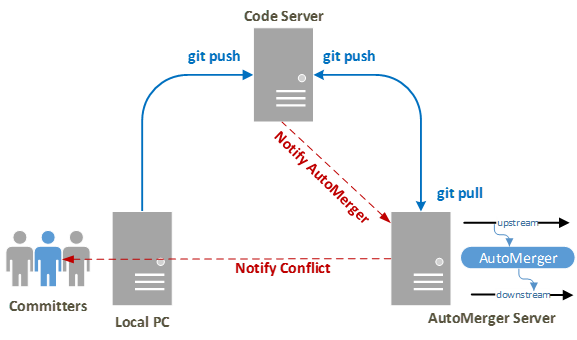 Code Server
git push
git push
Notify AutoMerger
git pull
upstream
AutoMerger
Notify Conflict
downstream
Committers
Local PC
AutoMerger Server